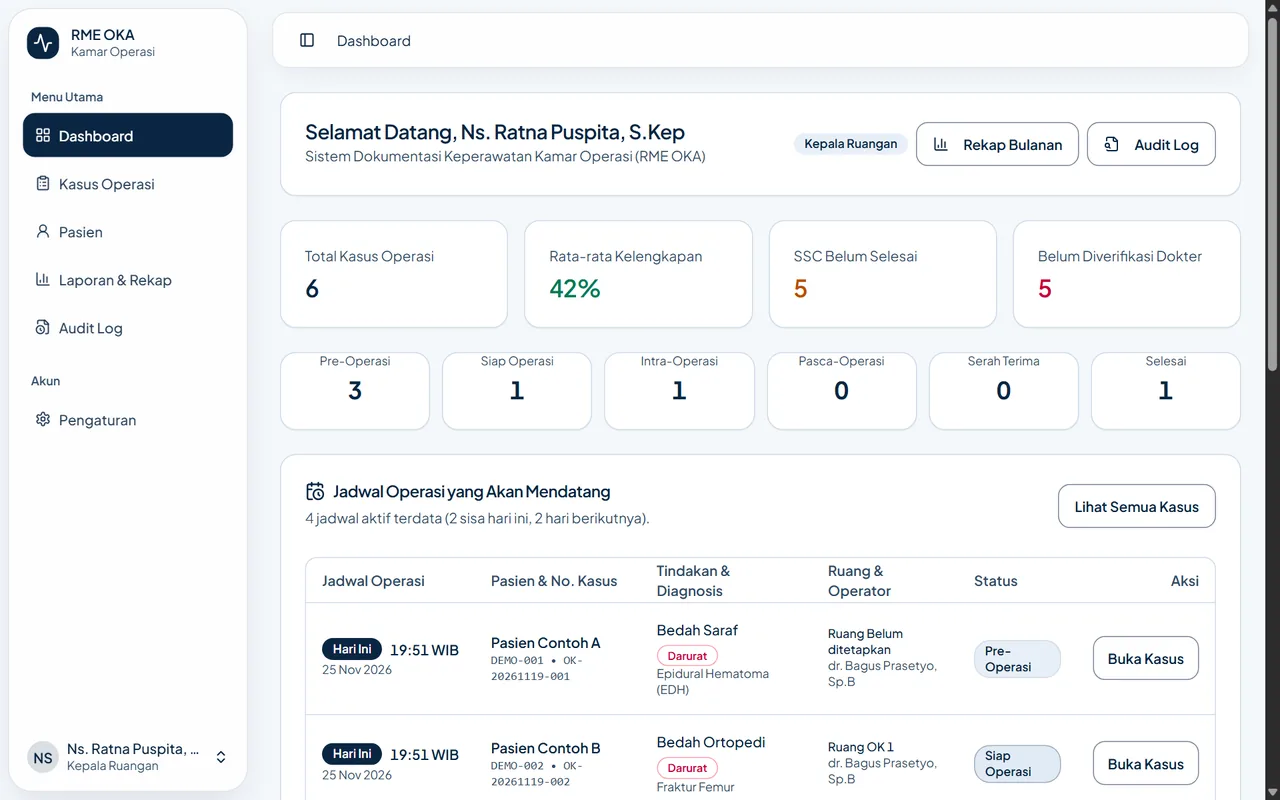 RME OKA
Kamar Operasi
Menu Utama
Dashboard
Kasus Operasi
Pasien
Laporan & Rekap
Audit Log
Akun
Pengaturan
NS
Ns. Ratna Puspita, ...
Kepala Ruangan
Dashboard
Selamat Datang, Ns. Ratna Puspita, S.Kep
Sistem Dokumentasi Keperawatan Kamar Operasi (RME OKA)
Kepala Ruangan
Rekap Bulanan
Audit Log
Total Kasus Operasi
6
Rata-rata Kelengkapan
42%
SSC Belum Selesai
5
Belum Diverifikasi Dokter
5
Pre-Operasi
3
Siap Operasi
1
Intra-Operasi
1
Pasca-Operasi
0
Serah Terima
0
Selesai
1
Jadwal Operasi yang Akan Mendatang
4 jadwal aktif terdata (2 sisa hari ini, 2 hari berikutnya).
Lihat Semua Kasus
Jadwal Operasi
Pasien & No. Kasus
Tindakan &
Diagnosis
Ruang &
Operator
Status
Aksi
Hari Ini 19:51 WIB
25 Nov 2026
Pasien Contoh A
DEMO-001 • OK-
20261119-001
Bedah Saraf
Darurat
Epidural Hematoma
(EDH)
Ruang Belum
ditetapkan
dr. Bagus Prasetyo,
Sp.B
Pre-
Operasi
Buka Kasus
Hari Ini 19:51 WIB
25 Nov 2026
Pasien Contoh B
DEMO-002 • OK-
20261119-002
Bedah Ortopedi
Darurat
Fraktur Femur
Ruang OK 1
dr. Bagus Prasetyo,
Sp.B
Siap
Operasi
Buka Kasus